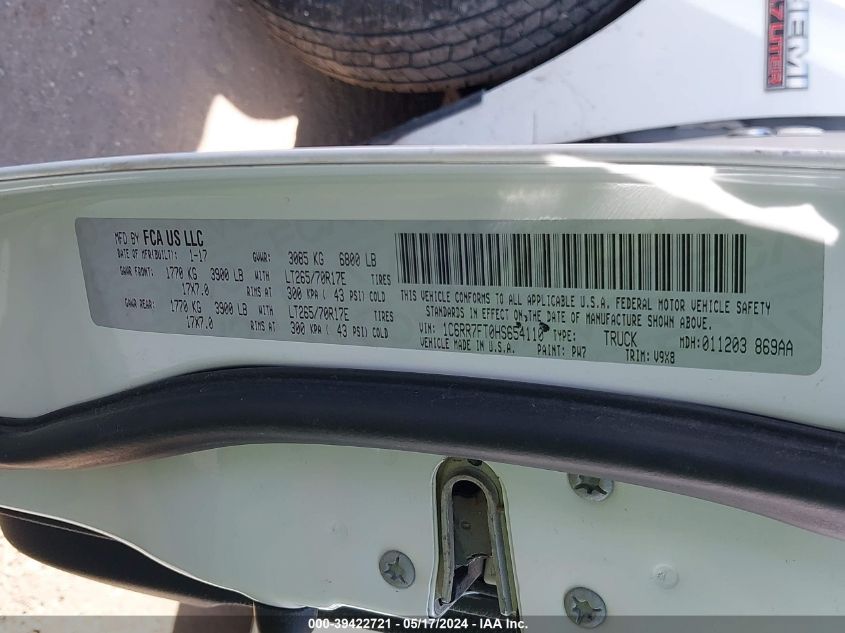 HEMI
5.7 LITER
MFD BY FCA US LLC
DATE OF MFR(BUILT): 1-17 GVWR: 3085 KG 6800 LB
GAWR FRONT: 1770 KG 3900 LB WITH LT265/70R17E TIRES
17X7.0 RIMS AT 300 KPA ( 43 PSI) COLD
GAWR REAR: 1770 KG 3900 LB WITH LT265/70R17E TIRES
17X7.0 RIMS AT 300 KPA ( 43 PSI) COLD
THIS VEHICLE CONFORMS TO ALL APPLICABLE U.S.A. FEDERAL MOTOR VEHICLE SAFETY
STANDARDS IN EFFECT ON THE DATE OF MANUFACTURE SHOWN ABOVE.
VIN: 1C6RR7FT0HS654110 TYPE: TRUCK MDH: 011203 869AA
VEHICLE MADE IN U.S.A. PAINT: PW7 TRIM: V9X8
000-39422721 - 05/17/2024 - IAA Inc.